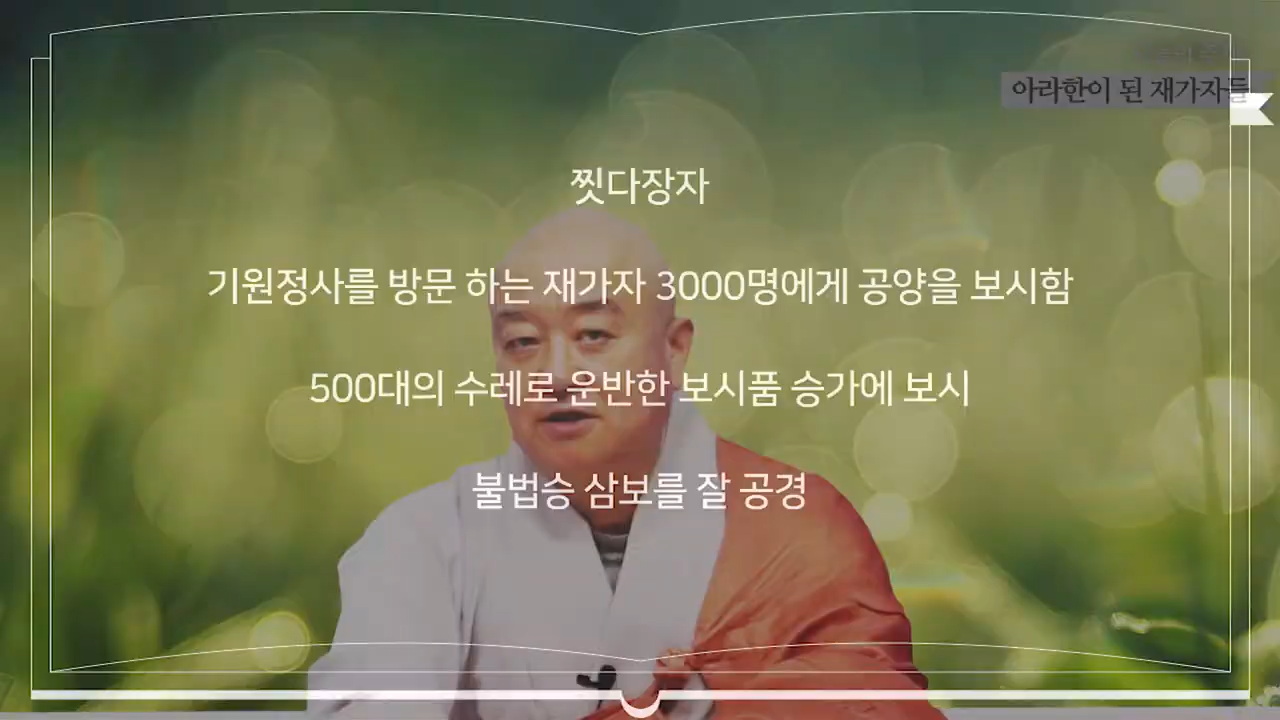 아라한이 된 재가자들
찟다장자
기원정사를 방문 하는 재가자 3000명에게 공양을 보시함
500대의 수레로 운반한 보시품 승가에 보시
불법승 삼보를 잘 공경